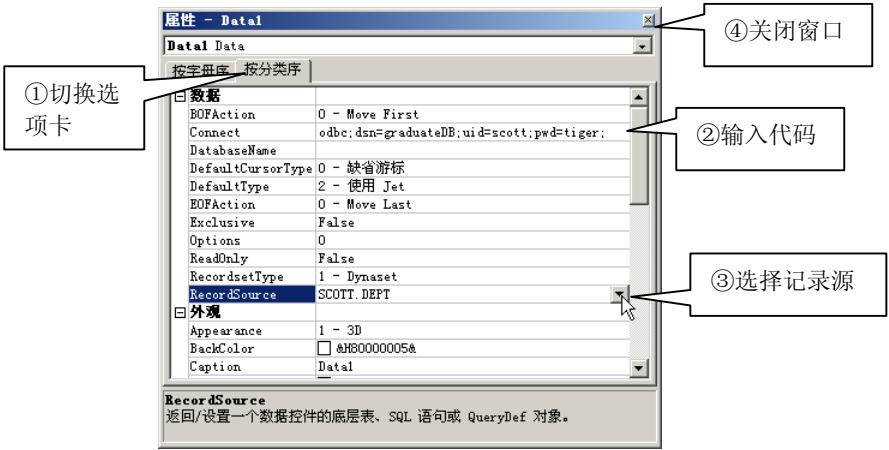 属性 - Data1
④关闭窗口
Data1 Data
按字母序 按分类序
①切换选
项卡
数据
BOFAction 0 - Move First
Connect odbc;dsn=graduateDB;uid=scott;pwd=tiger;
②输入代码
DatabaseName
DefaultCursorType 0 - 缺省游标
DefaultType 2 - 使用 Jet
EOFAction 0 - Move Last
Exclusive False
Options 0
ReadOnly False
RecordsetType 1 - Dynaset
③选择记录源
RecordSource SCOTT.DEPT
外观
Appearance 1 - 3D
BackColor &H80000005&
Caption Data1
RecordSource
返回/设置一个数据控件的底层表、SQL 语句或 QueryDef 对象。